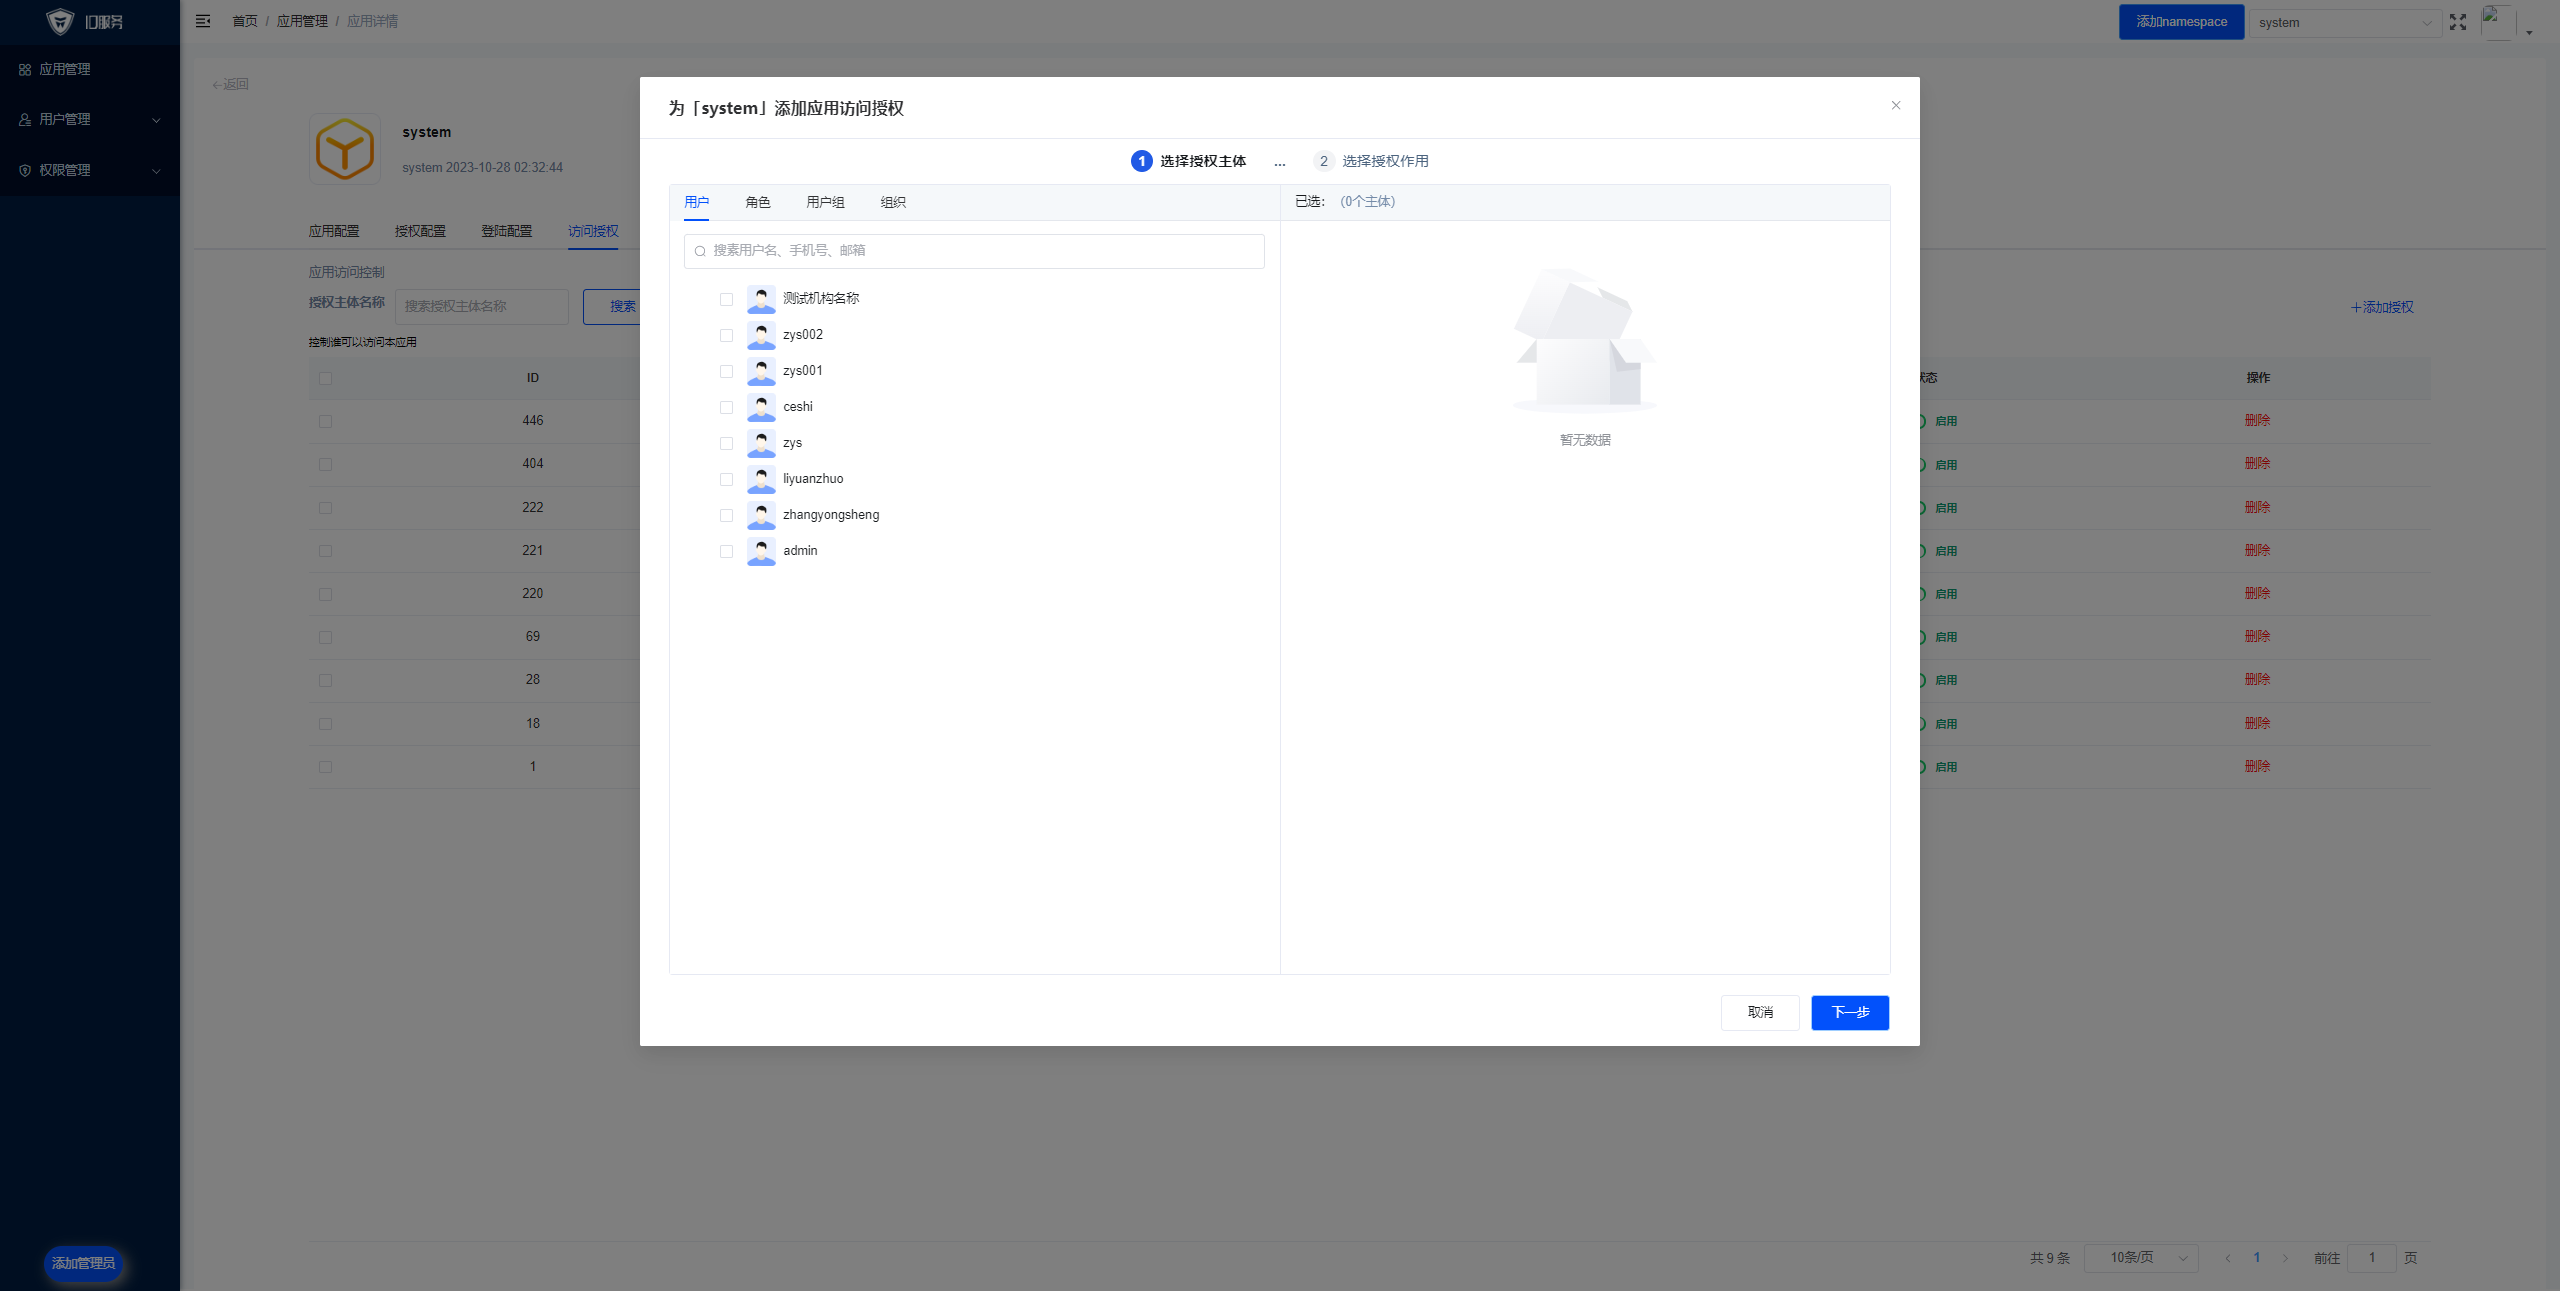 ID服务
首页 / 应用管理 / 应用详情
添加namespace
system
应用管理
用户管理
权限管理
添加管理员
←返回
system
system 2023-10-28 02:32:44
应用配置
授权配置
登陆配置
访问授权
应用访问控制
授权主体名称
搜索授权主体名称
搜索
+添加授权
控制谁可以访问本应用
ID
状态
操作
446
启用
删除
404
启用
删除
222
启用
删除
221
启用
删除
220
启用
删除
69
启用
删除
28
启用
删除
18
启用
删除
1
启用
删除
共 9 条
10条/页
1
前往
1
页
为「system」添加应用访问授权
1 选择授权主体
...
2 选择授权作用
用户
角色
用户组
组织
已选: (0个主体)
搜素用户名、手机号、邮箱
测试机构名称
zys002
zys001
ceshi
zys
liyuanzhuo
zhangyongsheng
admin
暂无数据
取消
下一步